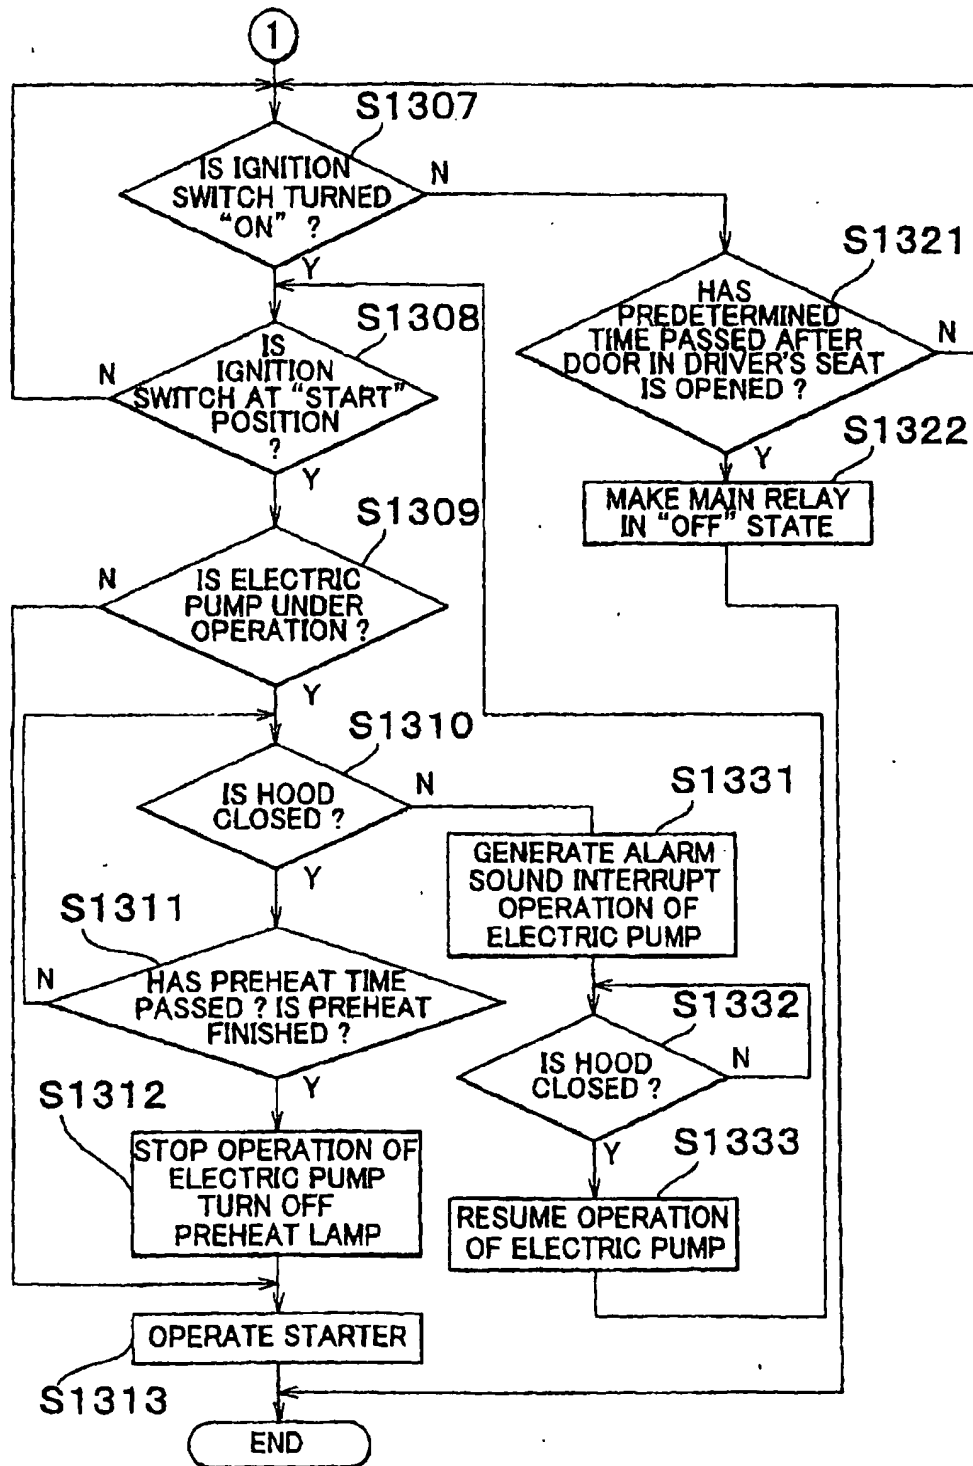 1
S1307
IS IGNITION
SWITCH TURNED
"ON" ?
N
Y
S1321
HAS
PREDETERMINED
TIME PASSED AFTER
DOOR IN DRIVER'S SEAT
IS OPENED ?
N
Y
S1322
MAKE MAIN RELAY
IN "OFF" STATE
S1308
IS
IGNITION
SWITCH AT "START"
POSITION
?
N
Y
S1309
IS ELECTRIC
PUMP UNDER
OPERATION ?
N
Y
S1310
IS HOOD
CLOSED ?
N
Y
S1331
GENERATE ALARM
SOUND INTERRUPT
OPERATION OF
ELECTRIC PUMP
S1311
HAS PREHEAT TIME
PASSED ? IS PREHEAT
FINISHED ?
N
Y
S1332
IS HOOD
CLOSED ?
N
Y
S1312
STOP OPERATION OF
ELECTRIC PUMP
TURN OFF
PREHEAT LAMP
S1333
RESUME OPERATION
OF ELECTRIC PUMP
OPERATE STARTER
S1313
END